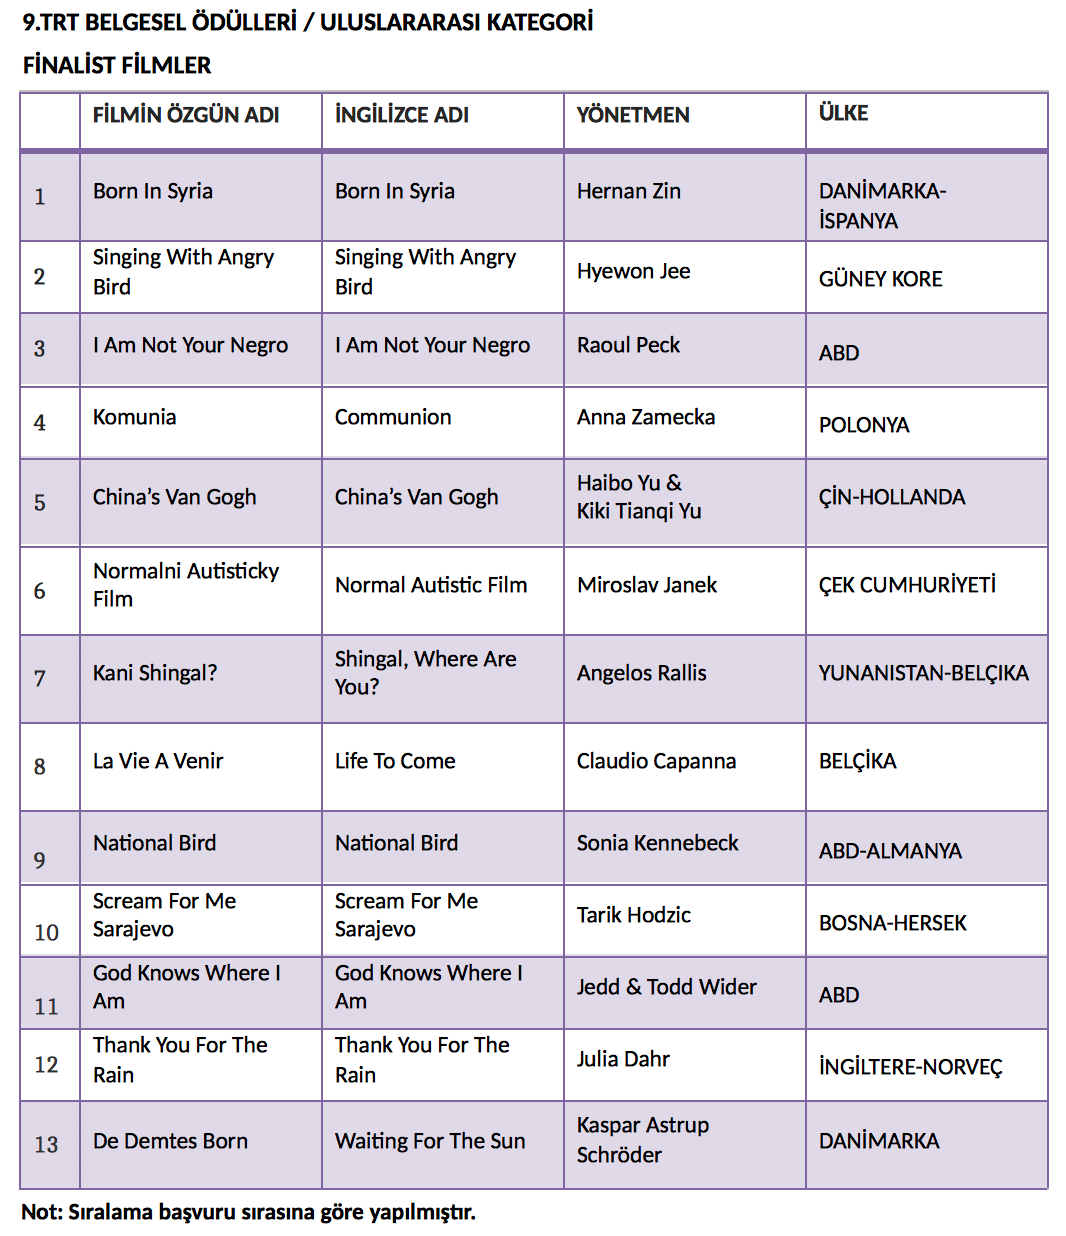 9.TRT BELGESEL ÖDÜLLERİ / ULUSLARARASI KATEGORİ
FİNALİST FİLMLER
FİLMİN ÖZGÜN ADI İNGİLİZCE ADI YÖNETMEN ÜLKE
1 Born In Syria Born In Syria Hernan Zin DANİMARKA-
İSPANYA
2 Singing With Angry Singing With Angry Hyewon Jee GÜNEY KORE
Bird Bird
3 I Am Not Your Negro I Am Not Your Negro Raoul Peck ABD
4 Komunia Communion Anna Zamecka POLONYA
5 China’s Van Gogh China’s Van Gogh Haibo Yu & ÇİN-HOLLANDA
Kiki Tianqi Yu
6 Normalni Autisticky Normal Autistic Film Miroslav Janek ÇEK CUMHURİYETİ
Film
7 Kani Shingal? Shingal, Where Are Angelos Rallis YUNANISTAN-BELÇIKA
You?
8 La Vie A Venir Life To Come Claudio Capanna BELÇİKA
9 National Bird National Bird Sonia Kennebeck ABD-ALMANYA
10 Scream For Me Scream For Me Tarik Hodzic BOSNA-HERSEK
Sarajevo Sarajevo
11 God Knows Where I God Knows Where I Jedd & Todd Wider ABD
Am Am
12 Thank You For The Thank You For The Julia Dahr İNGİLTERE-NORVEÇ
Rain Rain
13 De Demtes Born Waiting For The Sun Kaspar Astrup DANİMARKA
Schröder
Not: Sıralama başvuru sırasına göre yapılmıştır.